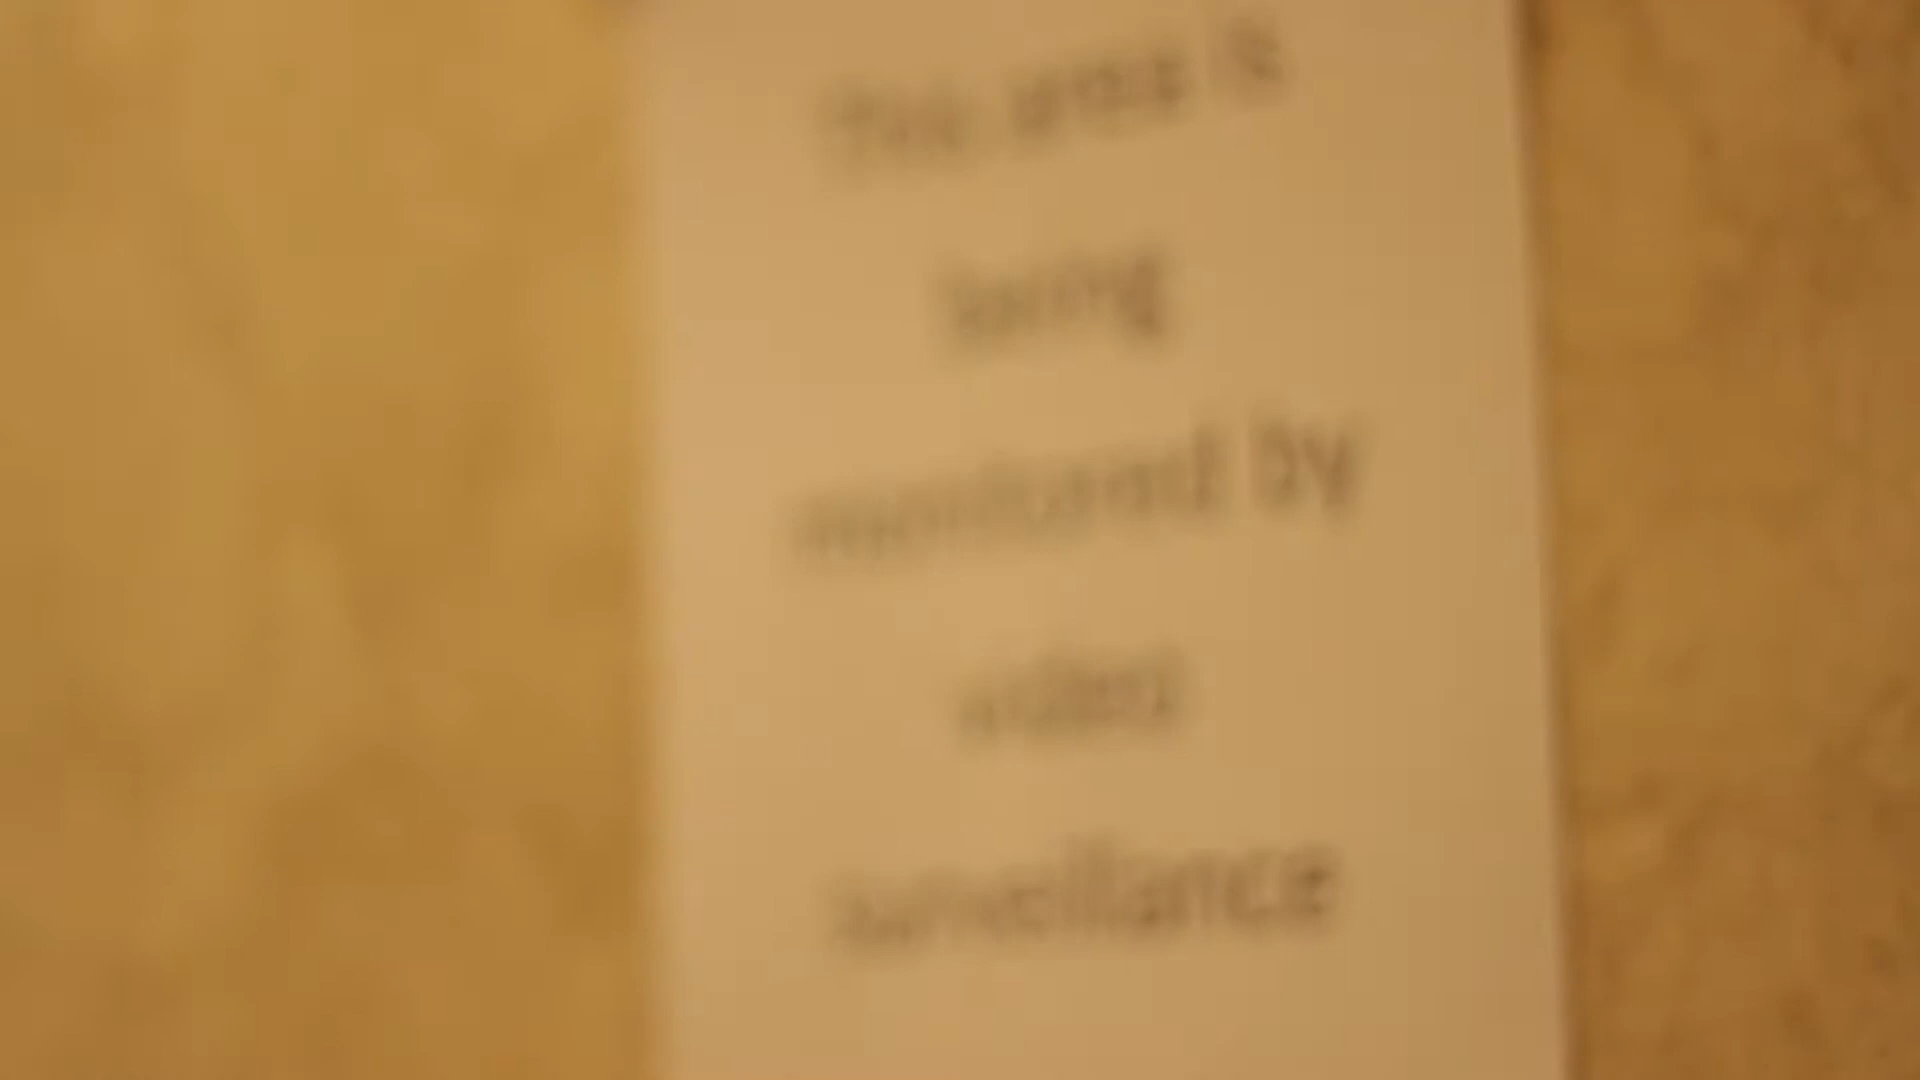 This area is
being
monitored by
video
surveillance